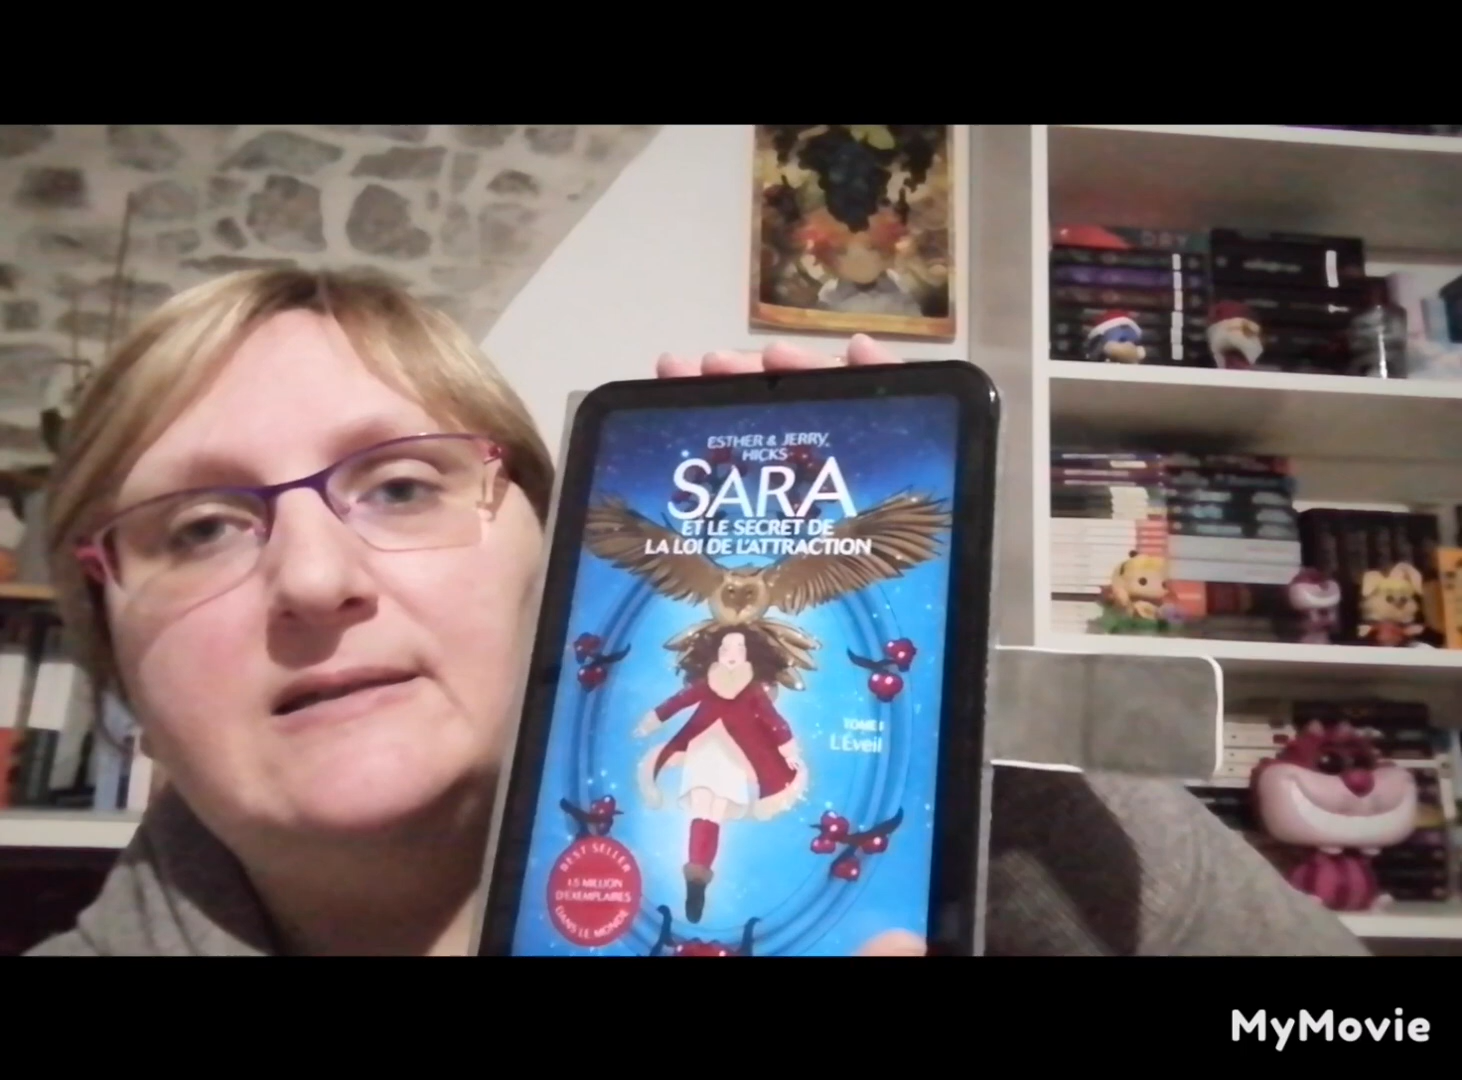 ESTHER & JERRY
HICKS
SARA
ET LE SECRET DE
LA LOI DE L'ATTRACTION
TOME 1
L'Éveil
BEST SELLER
1.5 MILLION
D'EXEMPLAIRES
DANS LE MONDE
MyMovie